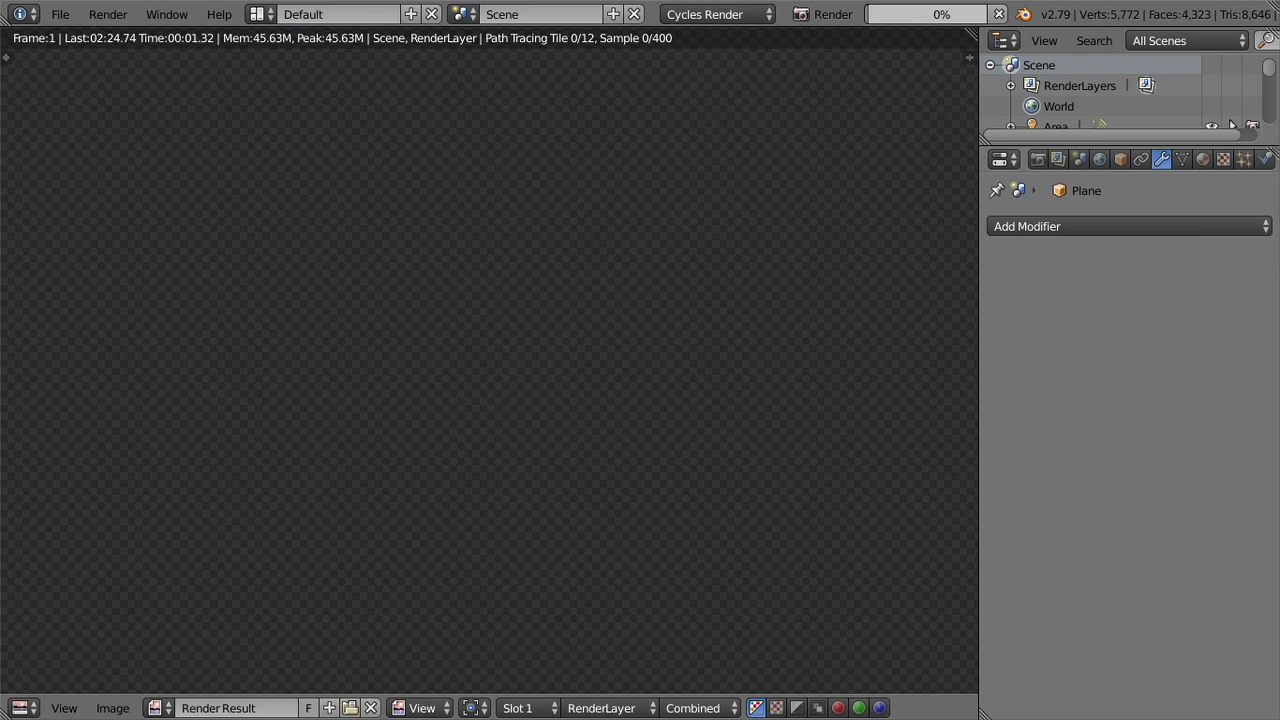 File Render Window Help Default Scene Cycles Render Render 0% v2.79 | Verts:5,772 | Faces:4,323 | Tris:8,646
Frame:1 | Last:02:24.74 Time:00:01.32 | Mem:45.63M, Peak:45.63M | Scene, RenderLayer | Path Tracing Tile 0/12, Sample 0/400
View Search All Scenes
Scene
RenderLayers |
World
Area |
Plane
Add Modifier
View Image Render Result F View Slot 1 RenderLayer Combined